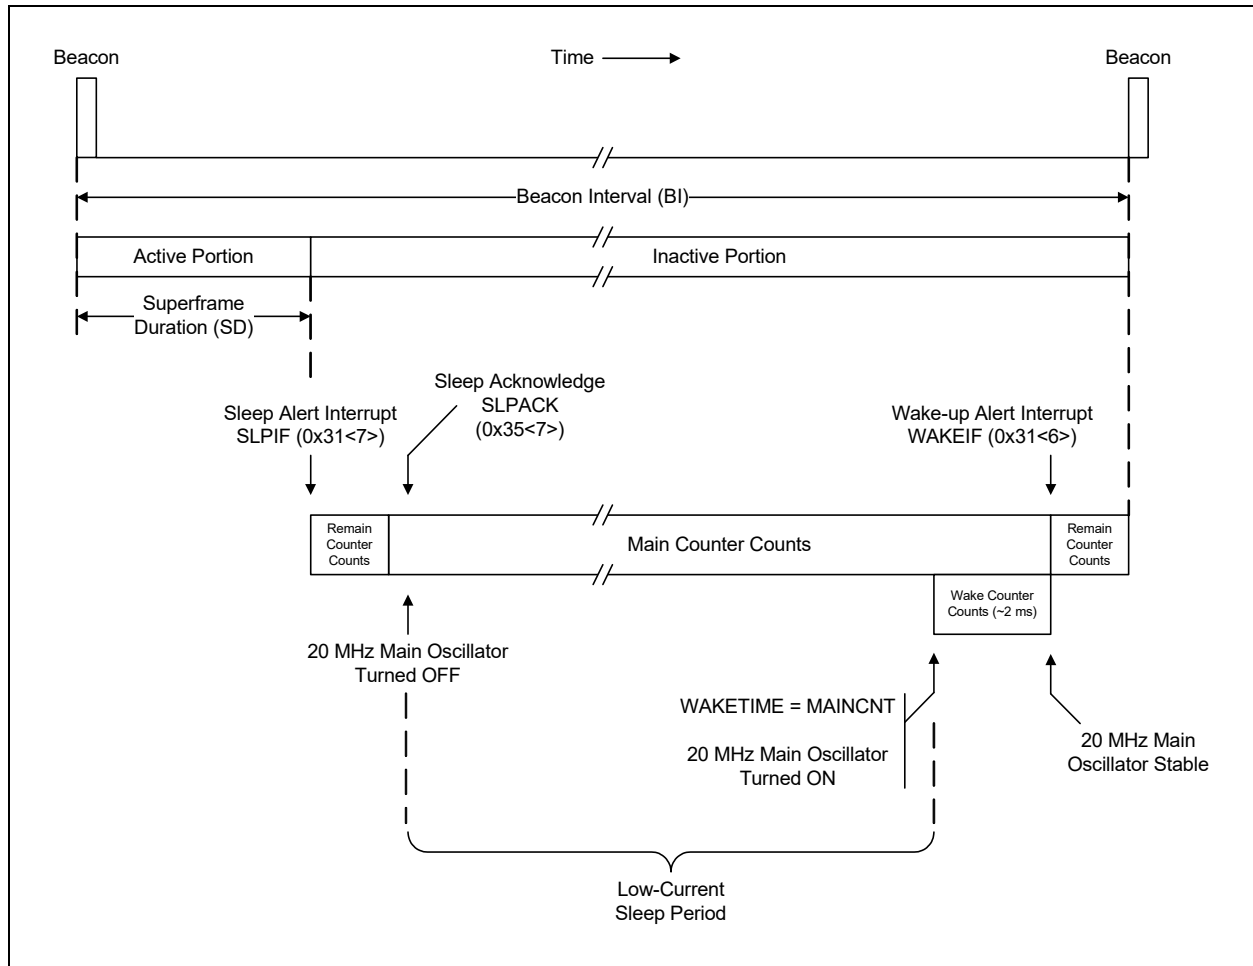 Beacon
Time
Beacon
Beacon Interval (BI)
Active Portion
Inactive Portion
Superframe
Duration (SD)
Sleep Alert Interrupt
SLPIF (0x31<7>)
Sleep Acknowledge
SLPACK
(0x35<7>)
Wake-up Alert Interrupt
WAKEIF (0x31<6>)
Remain
Counter
Counts
Main Counter Counts
Remain
Counter
Counts
Wake Counter
Counts (~2 ms)
20 MHz Main Oscillator
Turned OFF
WAKETIME = MAINCNT
20 MHz Main Oscillator
Turned ON
20 MHz Main
Oscillator Stable
Low-Current
Sleep Period